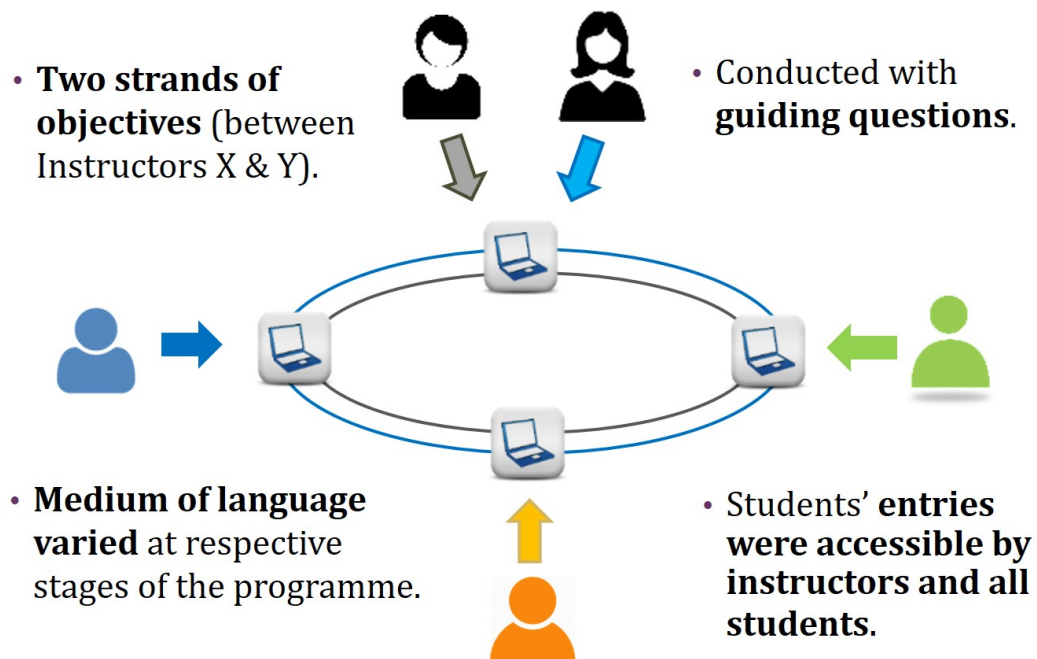 • Two strands of
objectives (between
Instructors X & Y).
• Conducted with
guiding questions.
• Medium of language
varied at respective
stages of the programme.
• Students’ entries
were accessible by
instructors and all
students.